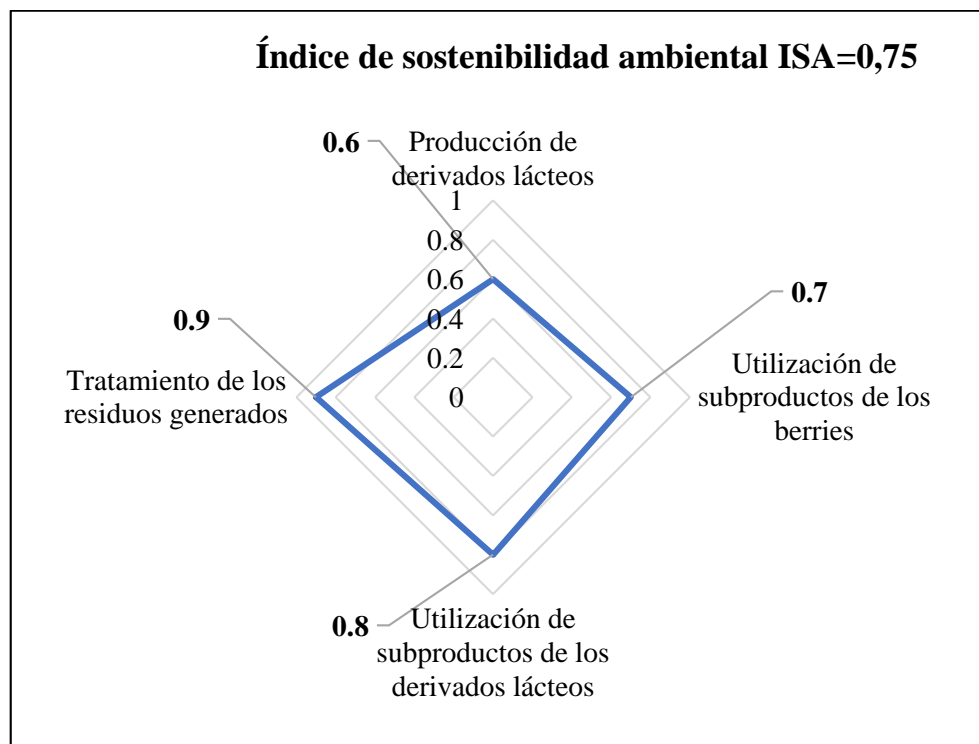 Índice de sostenibilidad ambiental ISA=0,75
0.6
Producción de
derivados lácteos
1
0.8
0.6
0.4
0.2
0
0.7
Utilización de
subproductos de los
berries
0.9
Tratamiento de los
residuos generados
0.8
Utilización de
subproductos de los
derivados lácteos